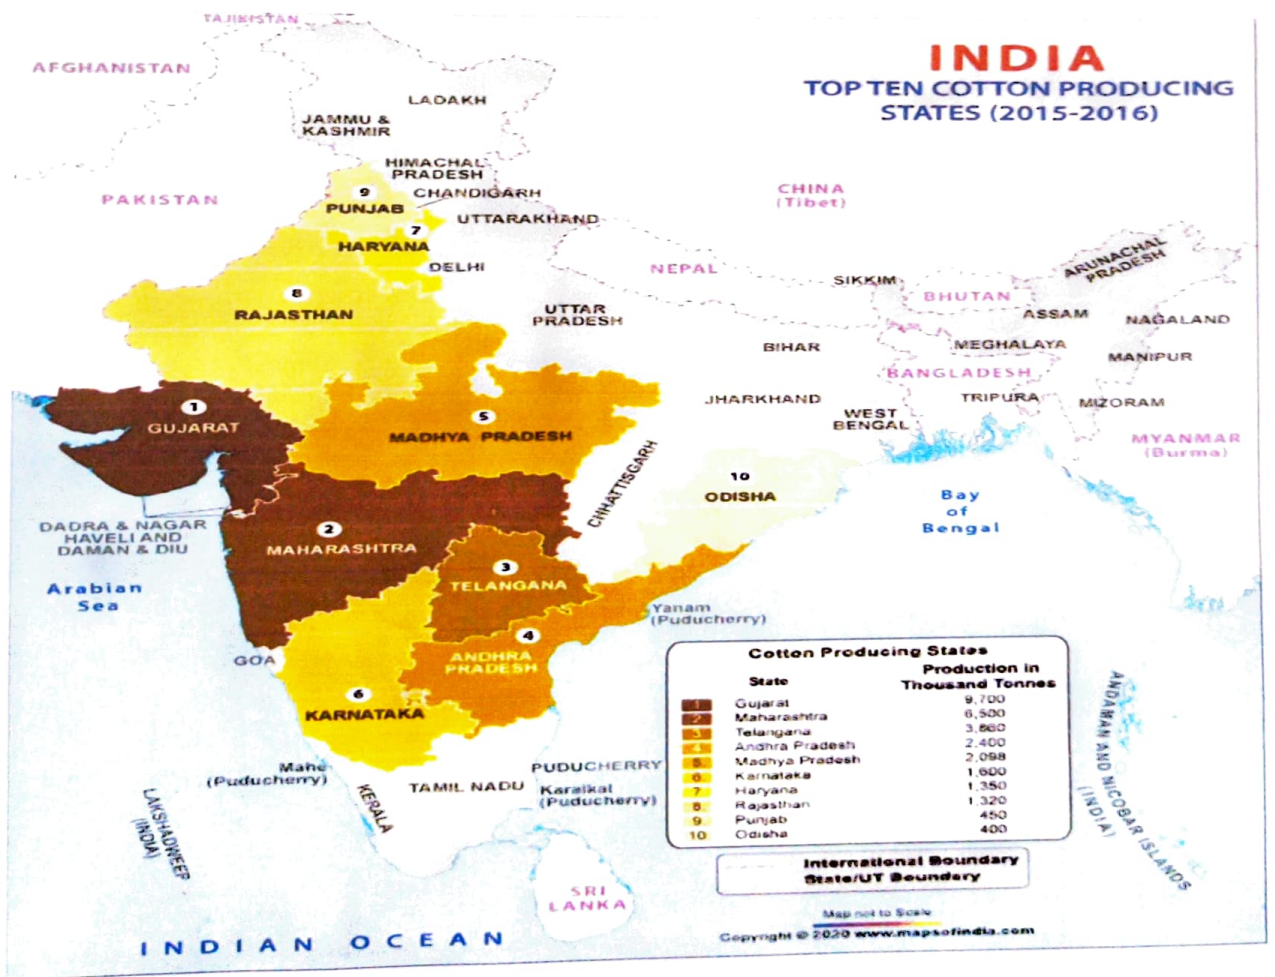 INDIA
TOP TEN COTTON PRODUCING
STATES (2015-2016)
TAJIKISTAN
AFGHANISTAN
LADAKH
JAMMU &
KASHMIR
HIMACHAL
PRADESH
PAKISTAN
9
PUNJAB
CHANDIGARH
CHINA
(Tibet)
7
HARYANA
UTTARAKHAND
DELHI
NEPAL
ARUNACHAL
PRADESH
SIKKIM
BHUTAN
8
RAJASTHAN
UTTAR
PRADESH
ASSAM
NAGALAND
BIHAR
MEGHALAYA
MANIPUR
BANGLADESH
JHARKHAND
TRIPURA
MIZORAM
1
GUJARAT
5
MADHYA PRADESH
WEST
BENGAL
MYANMAR
(Burma)
CHHATTISGARH
10
ODISHA
Bay
of
Bengal
DADRA & NAGAR
HAVELI AND
DAMAN & DIU
2
MAHARASHTRA
3
TELANGANA
Arabian
Sea
Yanam
(Puducherry)
4
ANDHRA
PRADESH
GOA
6
KARNATAKA
Mahe
(Puducherry)
PUDUCHERRY
TAMIL NADU
Karaikal
(Puducherry)
KERALA
LAKSHADWEEP
(INDIA)
ANDAMAN AND NICOBAR ISLANDS
(INDIA)
SRI
LANKA
INDIAN OCEAN
Cotton Producing States
State Production in
Thousand Tonnes
1 Gujarat 9,700
2 Maharashtra 6,500
3 Telangana
4 Andhra Pradesh 2,400
5 Madhya Pradesh 2,098
6 Karnataka 1,600
7 Haryana 1,350
8 Rajasthan 1,320
9 Punjab 450
10 Odisha 400
International Boundary
State/UT Boundary
Map not to Scale
Copyright © 2020 www.mapsofindia.com